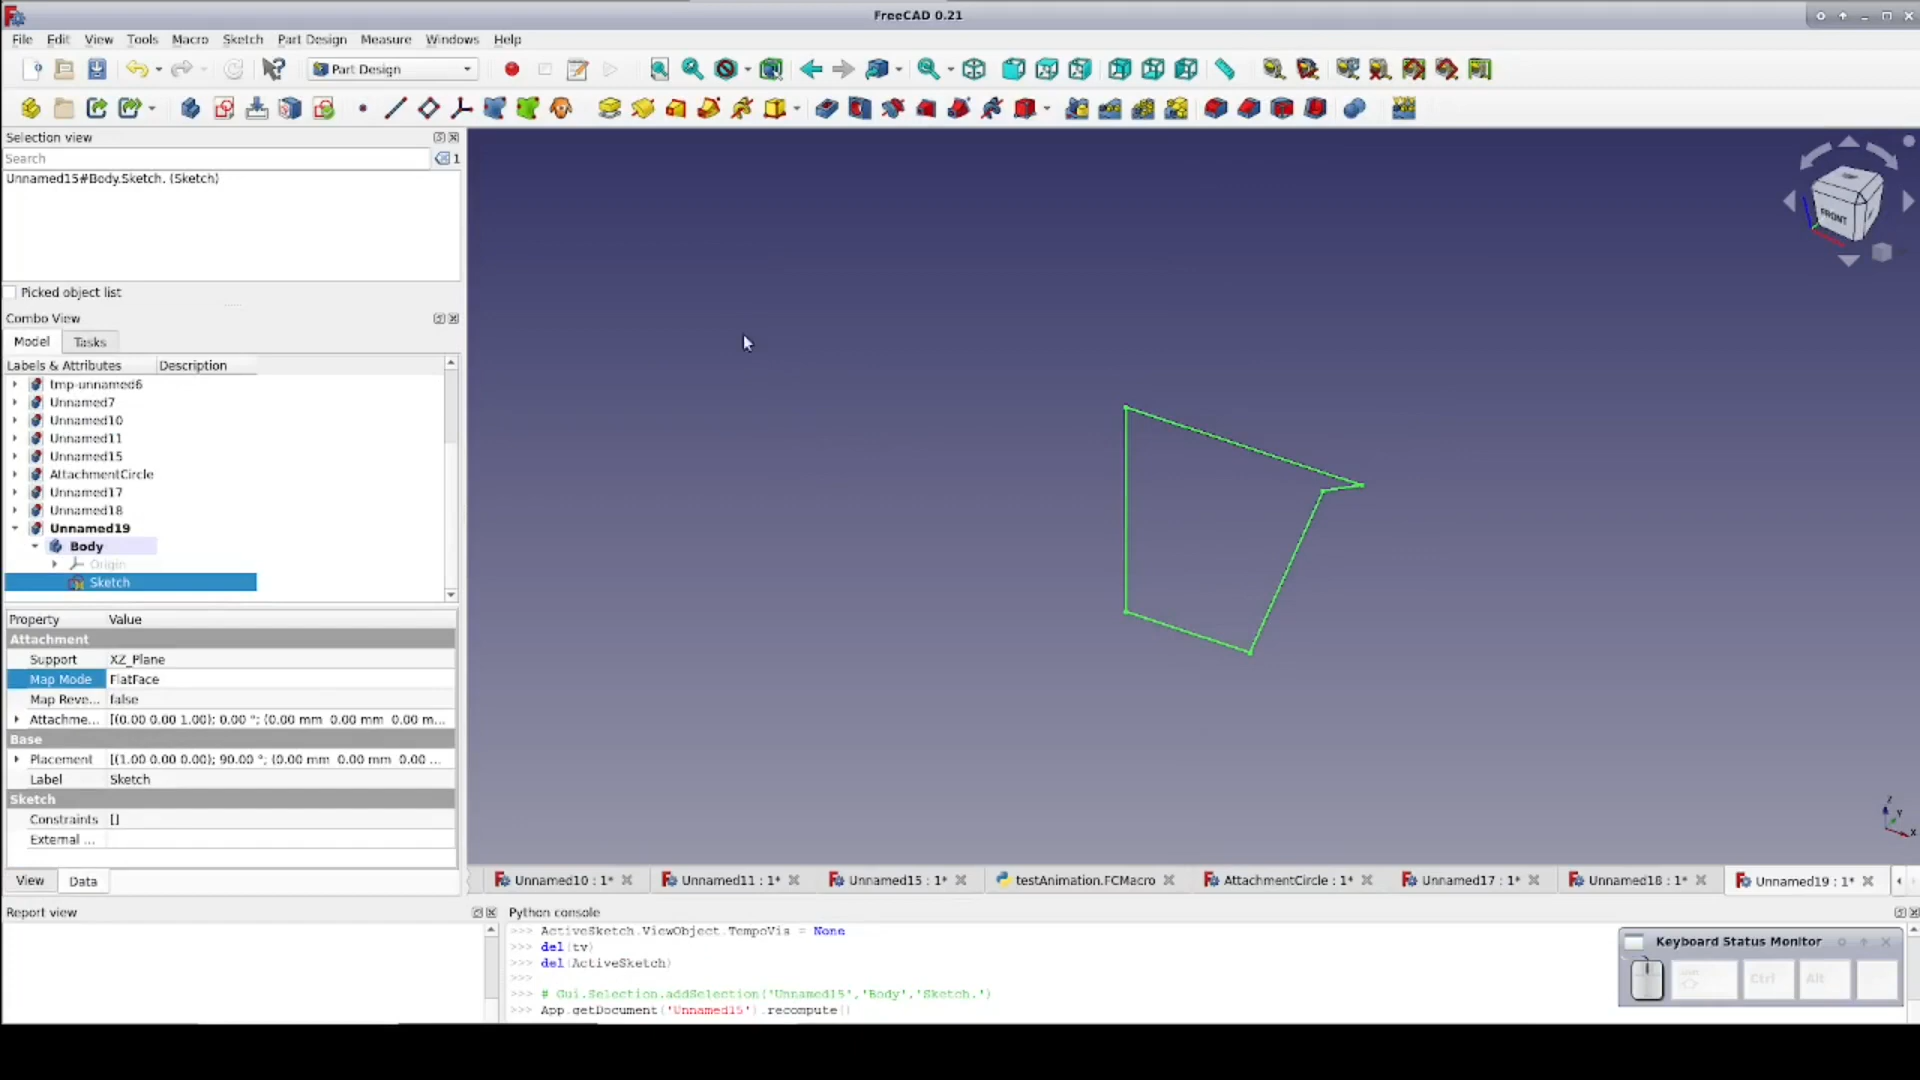 FreeCAD 0.21
File Edit View Tools Macro Sketch Part Design Measure Windows Help
Part Design
Selection view
Search
1
Unnamed15#Body.Sketch. (Sketch)
Picked object list
Combo View
Model Tasks
Labels & Attributes Description
tmp-unnamed6
Unnamed7
Unnamed10
Unnamed11
Unnamed15
AttachmentCircle
Unnamed17
Unnamed18
Unnamed19
Body
Origin
Sketch
Property Value
Attachment
Support XZ_Plane
Map Mode FlatFace
Map Reve... false
Attachme... [(0.00 0.00 1.00); 0.00 °; (0.00 mm 0.00 mm 0.00 m...
Base
Placement [(1.00 0.00 0.00); 90.00 °; (0.00 mm 0.00 mm 0.00 ...
Label Sketch
Sketch
Constraints []
External ...
View Data
FRONT
Z
Y
X
Unnamed10 : 1* Unnamed11 : 1* Unnamed15 : 1* testAnimation.FCMacro AttachmentCircle : 1* Unnamed17 : 1* Unnamed18 : 1* Unnamed19 : 1*
Report view
Python console
>>> ActiveSketch.ViewObject.TempoVis = None
>>> del(tv)
>>> del(ActiveSketch)
>>>
>>> # Gui.Selection.addSelection('Unnamed15','Body','Sketch.')
>>> App.getDocument('Unnamed15').recompute()
Keyboard Status Monitor
Ctrl Alt